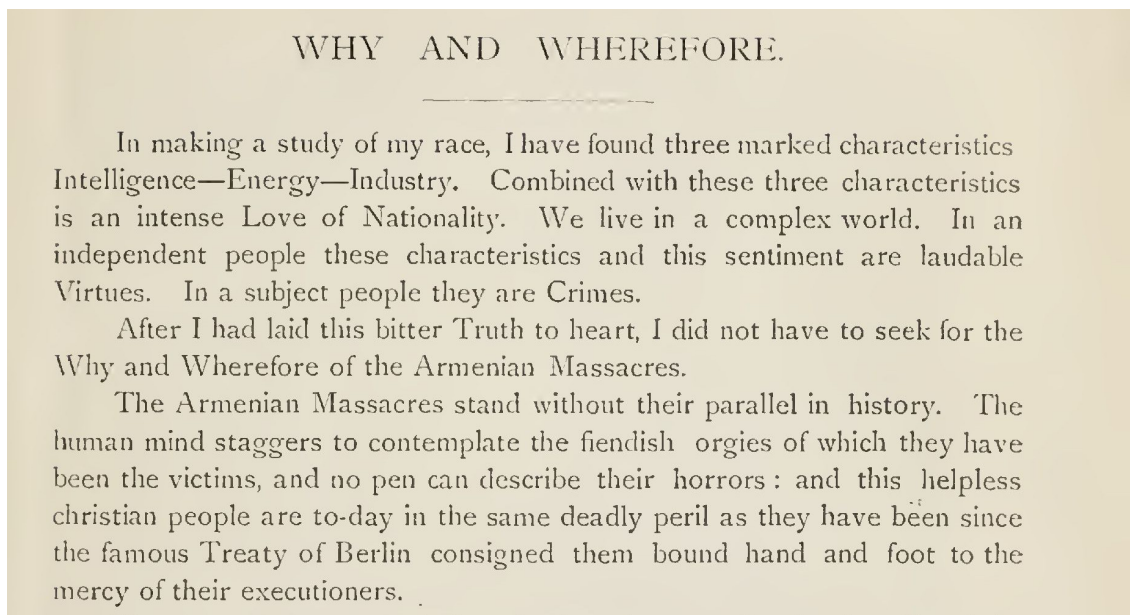 WHY AND WHEREFORE.
In making a study of my race, I have found three marked characteristics
Intelligence—Energy—Industry. Combined with these three characteristics
is an intense Love of Nationality. We live in a complex world. In an
independent people these characteristics and this sentiment are laudable
Virtues. In a subject people they are Crimes.
After I had laid this bitter Truth to heart, I did not have to seek for the
Why and Wherefore of the Armenian Massacres.
The Armenian Massacres stand without their parallel in history. The
human mind staggers to contemplate the fiendish orgies of which they have
been the victims, and no pen can describe their horrors : and this helpless
christian people are to-day in the same deadly peril as they have been since
the famous Treaty of Berlin consigned them bound hand and foot to the
mercy of their executioners.